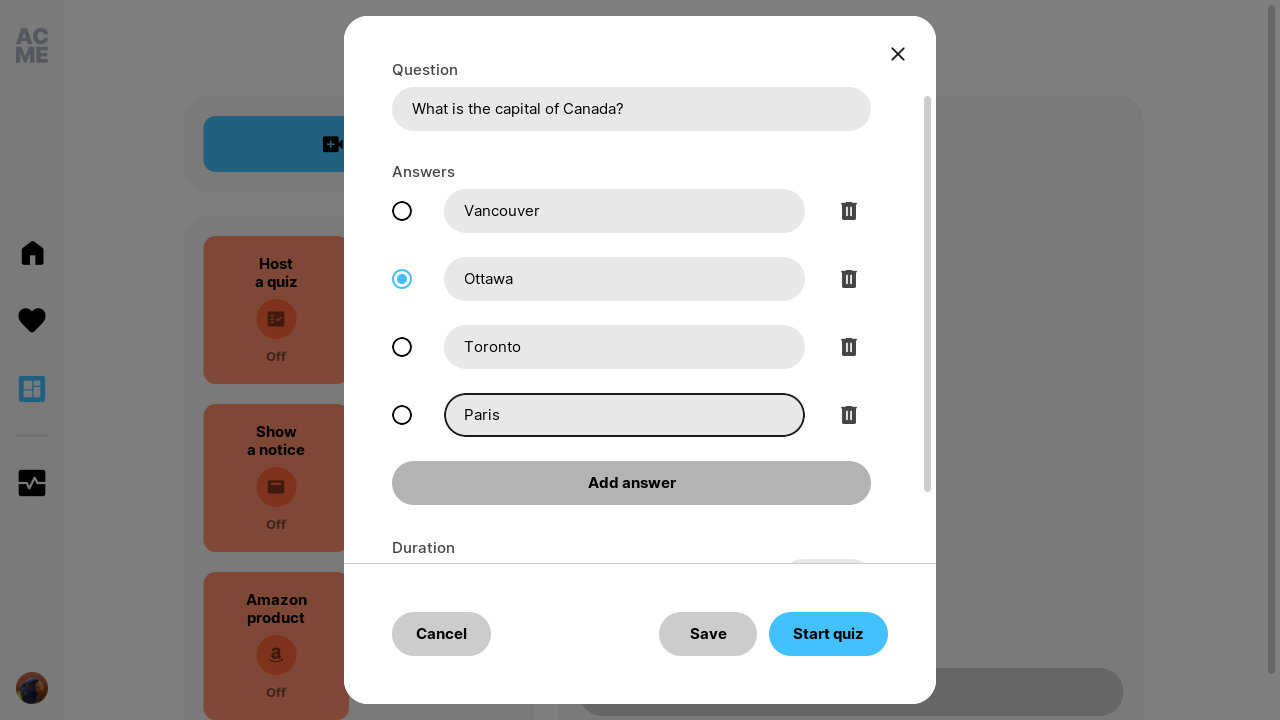 AC
ME
Host
a quiz
Off
Show
a notice
Off
Amazon
product
Off
Question
What is the capital of Canada?
Answers
Vancouver
Ottawa
Toronto
Paris
Add answer
Duration
Cancel
Save
Start quiz